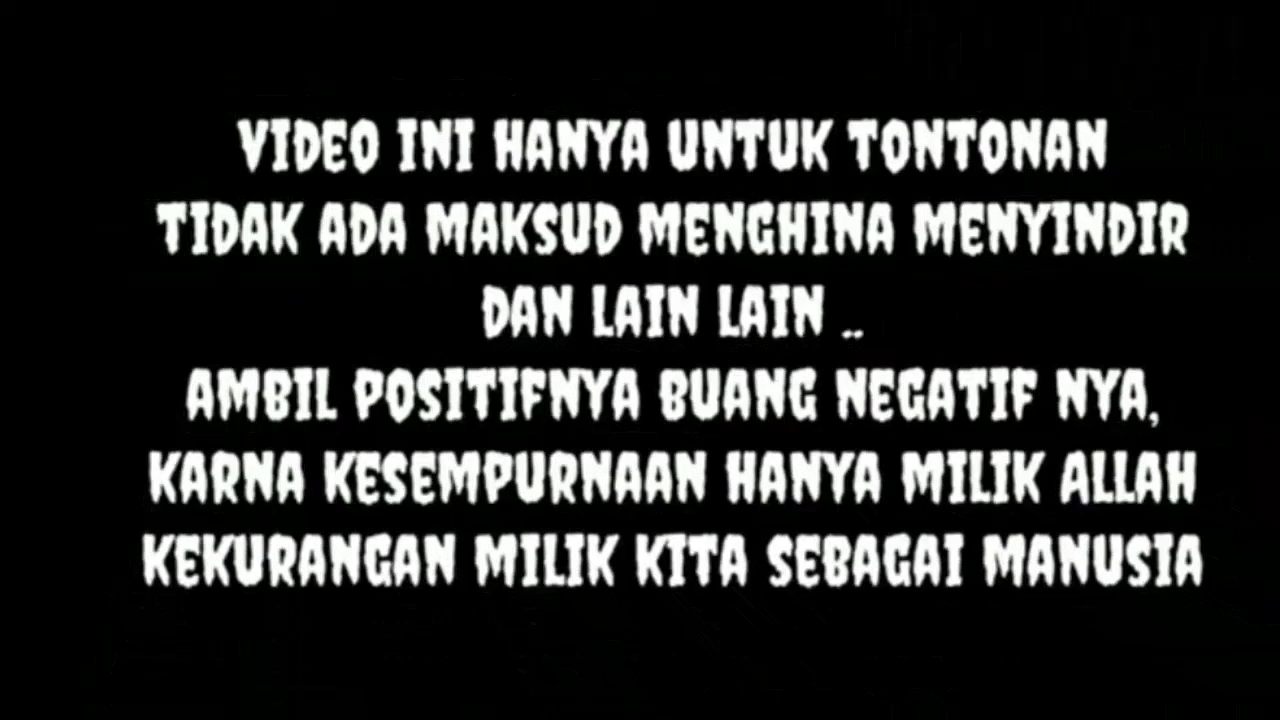 VIDEO INI HANYA UNTUK TONTONAN
TIDAK ADA MAKSUD MENGHINA MENYINDIR
DAN LAIN LAIN ..
AMBIL POSITIFNYA BUANG NEGATIF NYA,
KARNA KESEMPURNAAN HANYA MILIK ALLAH
KEKURANGAN MILIK KITA SEBAGAI MANUSIA